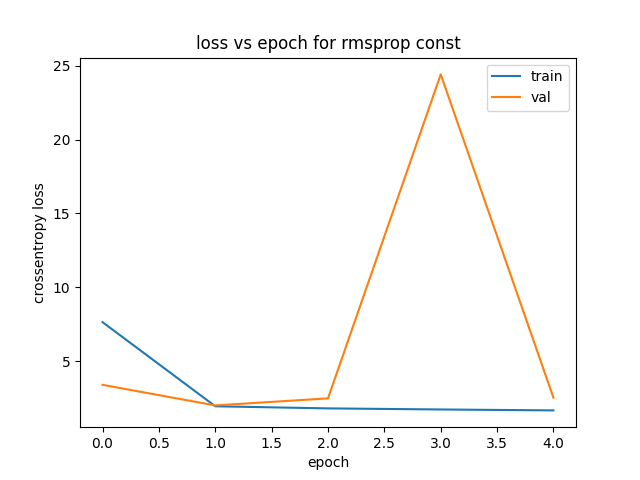 loss vs epoch for rmsprop const
train
val
crossentropy loss
25
20
15
10
5
0.0 0.5 1.0 1.5 2.0 2.5 3.0 3.5 4.0
epoch